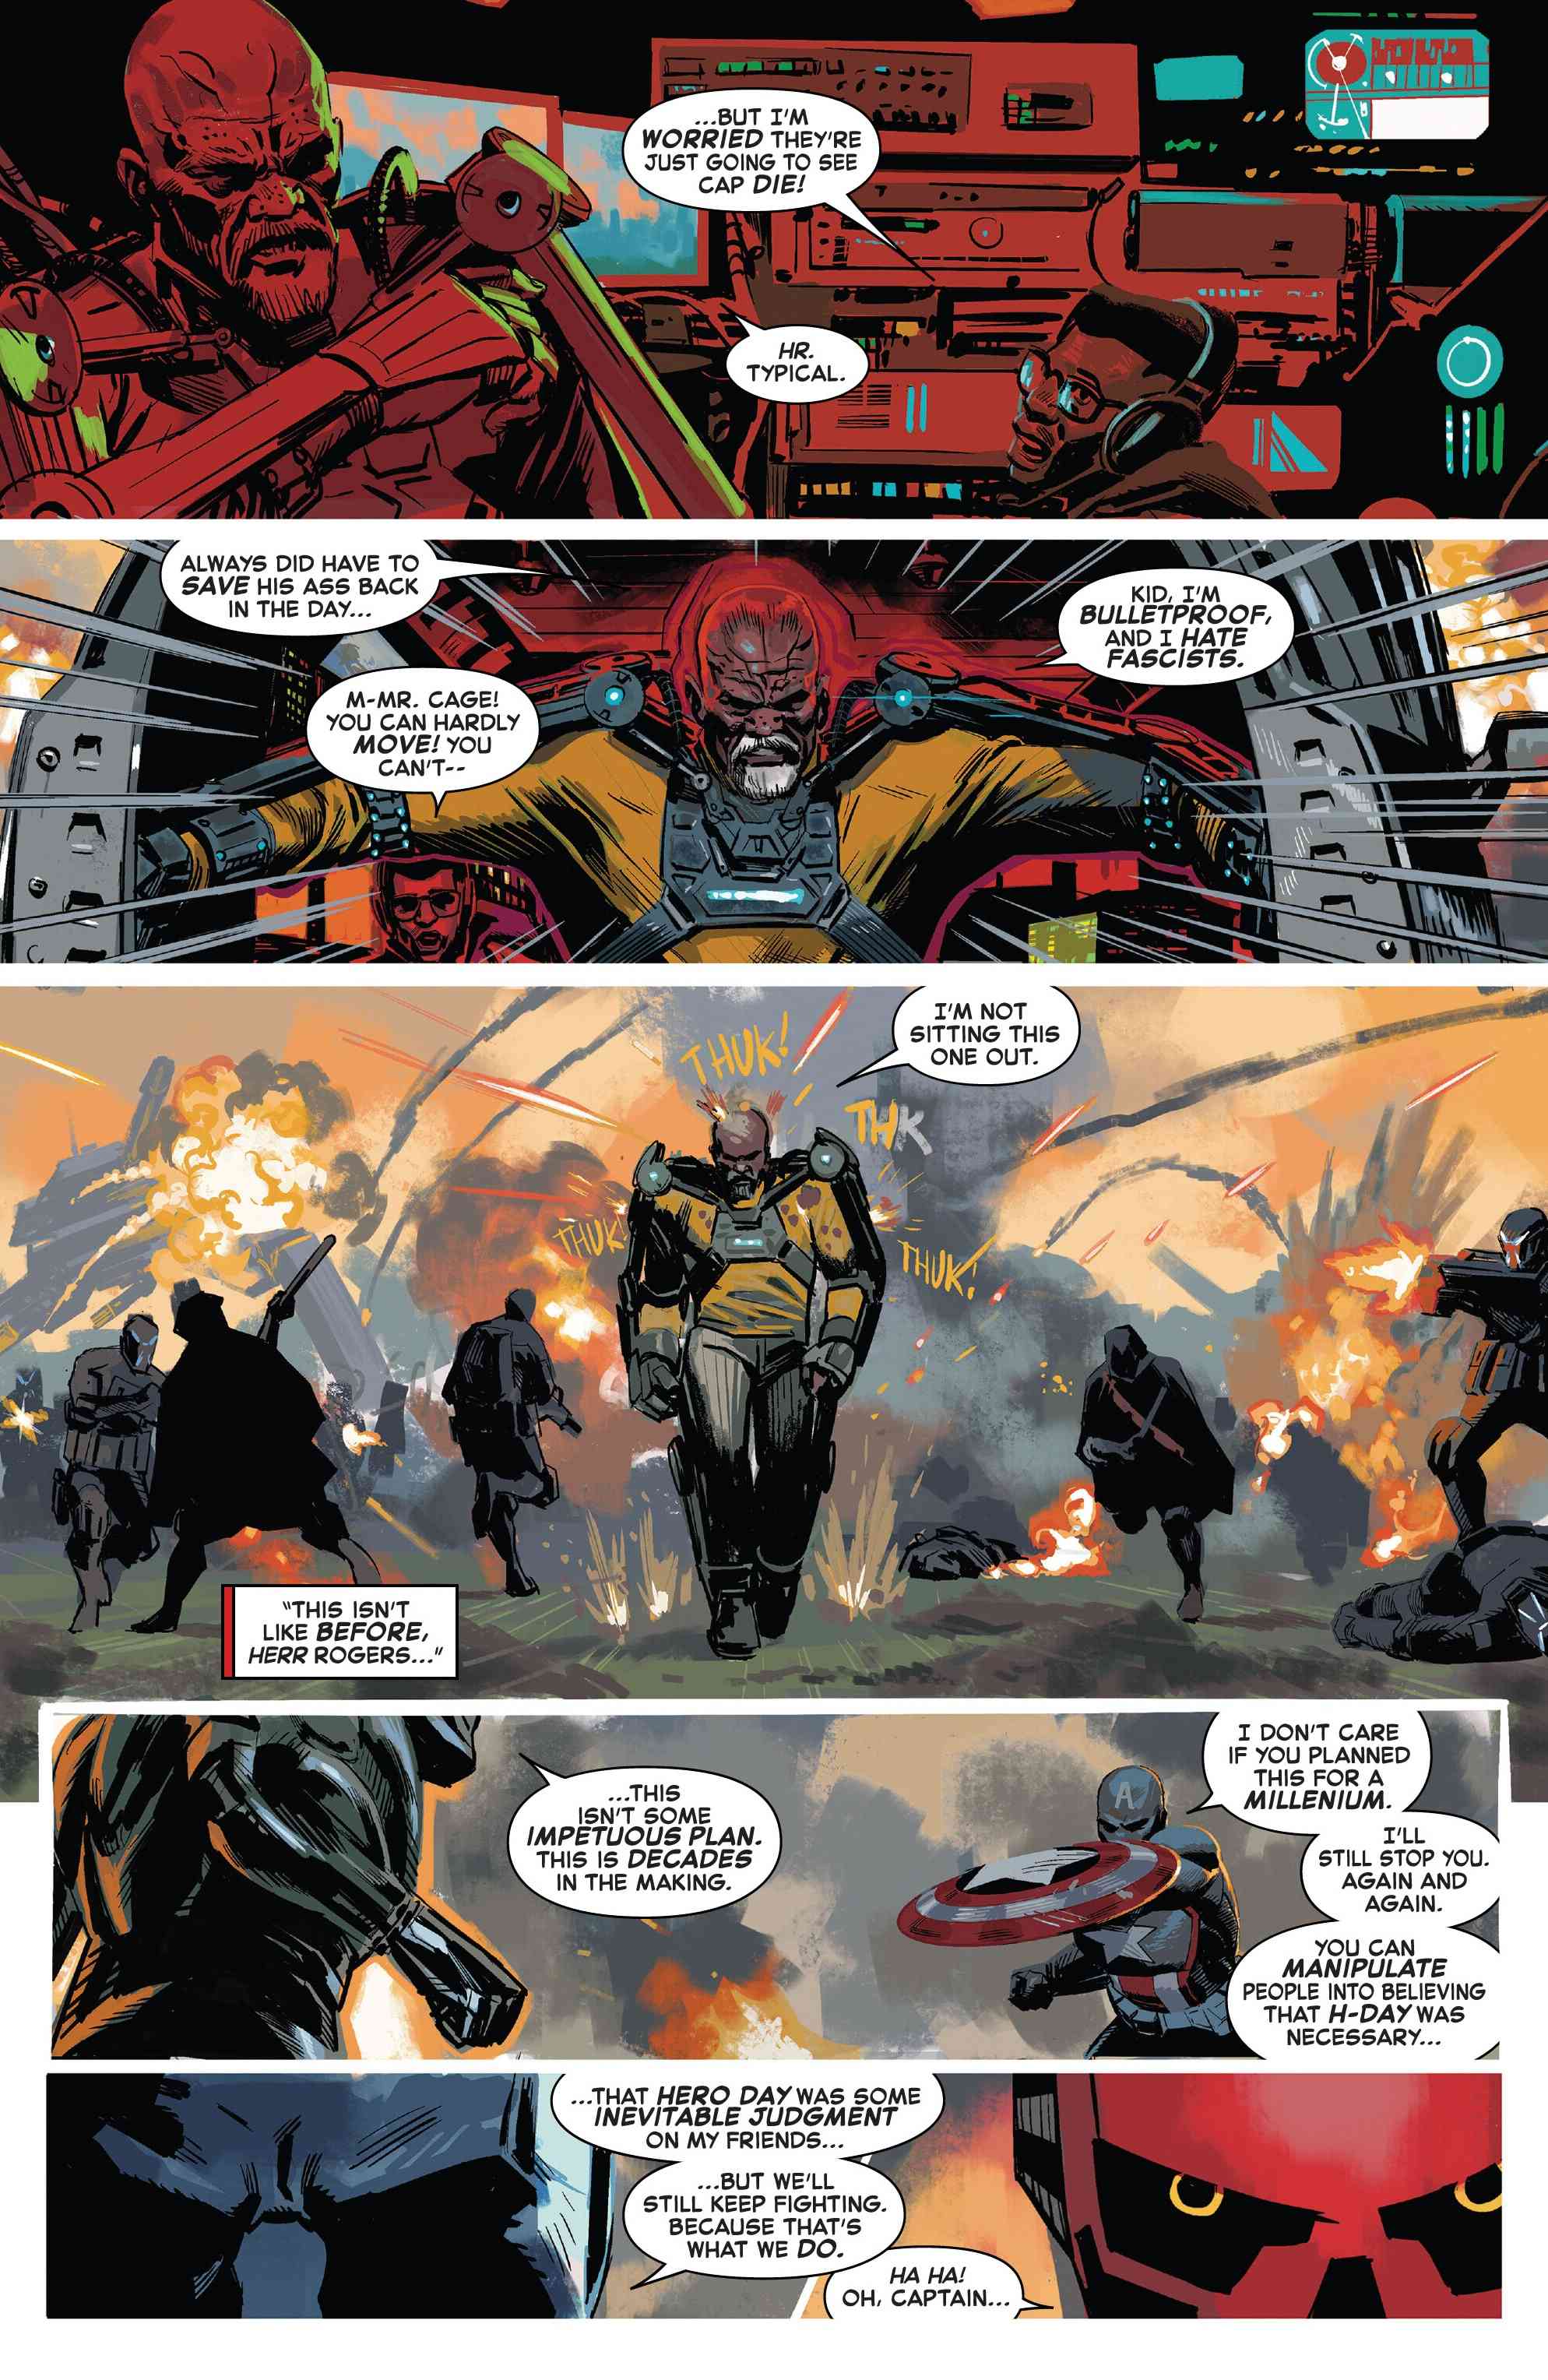 ...BUT I'M
WORRIED THEY'RE
JUST GOING TO SEE
CAP DIE!
HR.
TYPICAL.
ALWAYS DID HAVE TO
SAVE HIS ASS BACK
IN THE DAY...
M-MR. CAGE!
YOU CAN HARDLY
MOVE! YOU
CAN'T--
KID, I'M
BULLETPROOF,
AND I HATE
FASCISTS.
I'M NOT
SITTING THIS
ONE OUT.
THUK!
THK
THUK!
THUK!
"THIS ISN'T
LIKE BEFORE,
HERR ROGERS..."
...THIS
ISN'T SOME
IMPETUOUS PLAN.
THIS IS DECADES
IN THE MAKING.
I DON'T CARE
IF YOU PLANNED
THIS FOR A
MILLENIUM.
I'LL
STILL STOP YOU.
AGAIN AND
AGAIN.
A
YOU CAN
MANIPULATE
PEOPLE INTO BELIEVING
THAT H-DAY WAS
NECESSARY...
...THAT HERO DAY WAS SOME
INEVITABLE JUDGMENT
ON MY FRIENDS...
...BUT WE'LL
STILL KEEP FIGHTING.
BECAUSE THAT'S
WHAT WE DO.
HA HA!
OH, CAPTAIN...